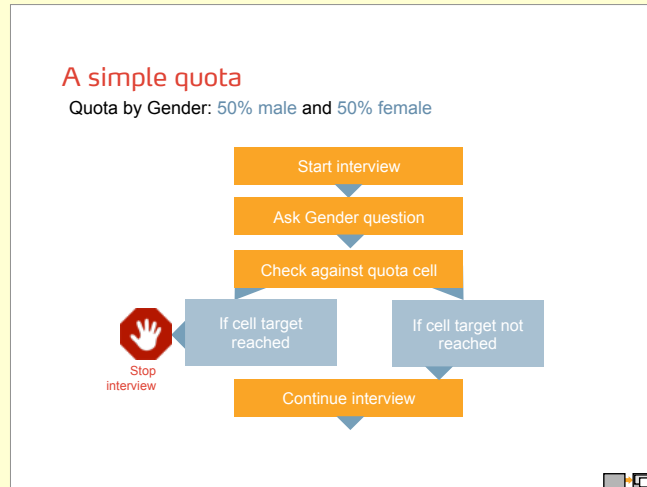 A simple quota
Quota by Gender: 50% male and 50% female
Start interview
Ask Gender question
Check against quota cell
If cell target
reached
If cell target not
reached
Stop
interview
Continue interview